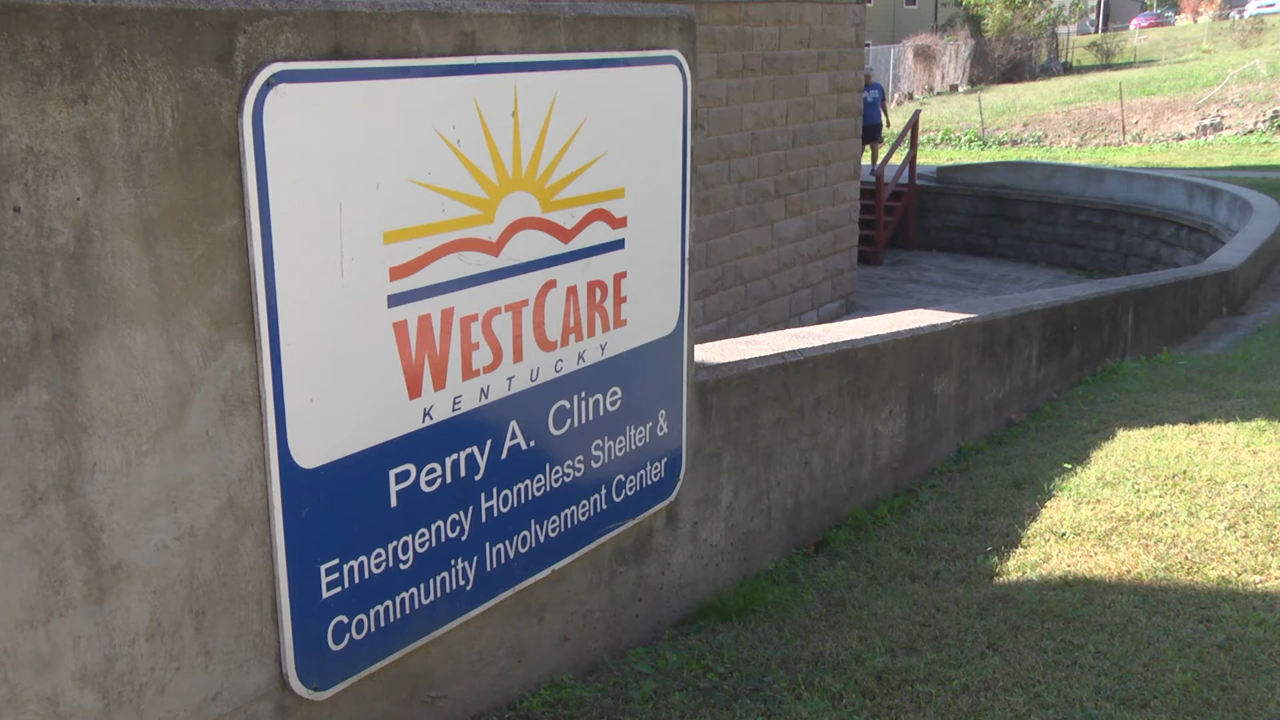 WESTCARE
KENTUCKY
Perry A. Cline
Emergency Homeless Shelter &
Community Involvement Center